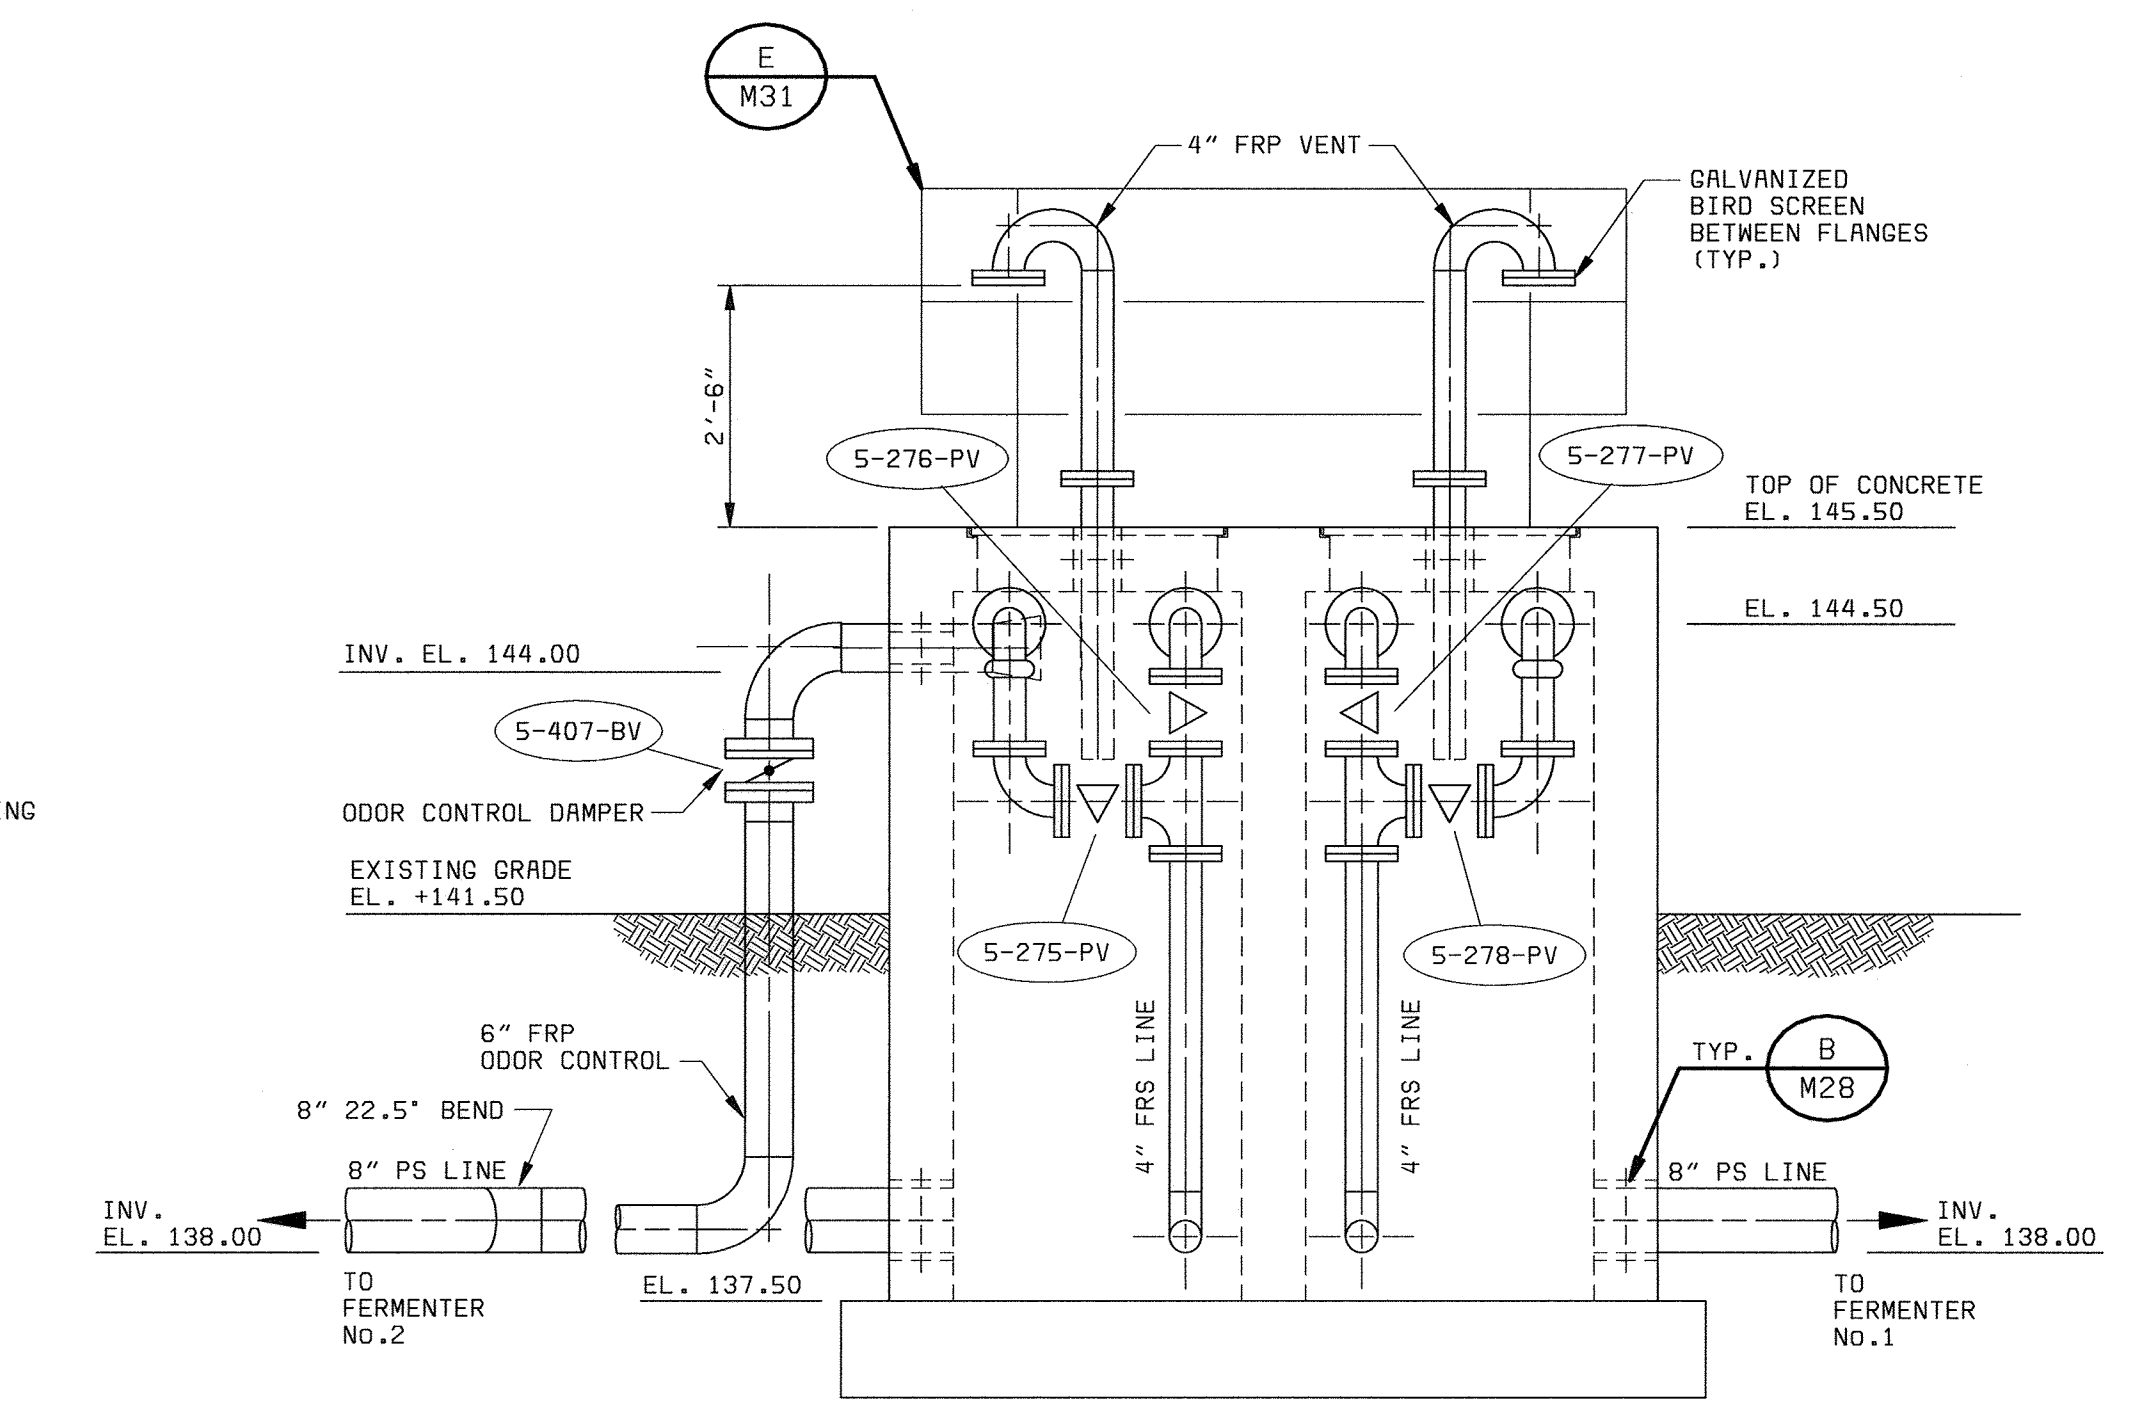 E
M31
4" FRP VENT
GALVANIZED
BIRD SCREEN
BETWEEN FLANGES
(TYP.)
2'-6"
5-276-PV
5-277-PV
TOP OF CONCRETE
EL. 145.50
EL. 144.50
INV. EL. 144.00
5-407-BV
ODOR CONTROL DAMPER
ING
EXISTING GRADE
EL. +141.50
5-275-PV
5-278-PV
4" FRS LINE
4" FRS LINE
6" FRP
ODOR CONTROL
TYP.
B
M28
8" 22.5° BEND
8" PS LINE
8" PS LINE
INV.
EL. 138.00
INV.
EL. 138.00
TO
FERMENTER
No.2
EL. 137.50
TO
FERMENTER
No.1